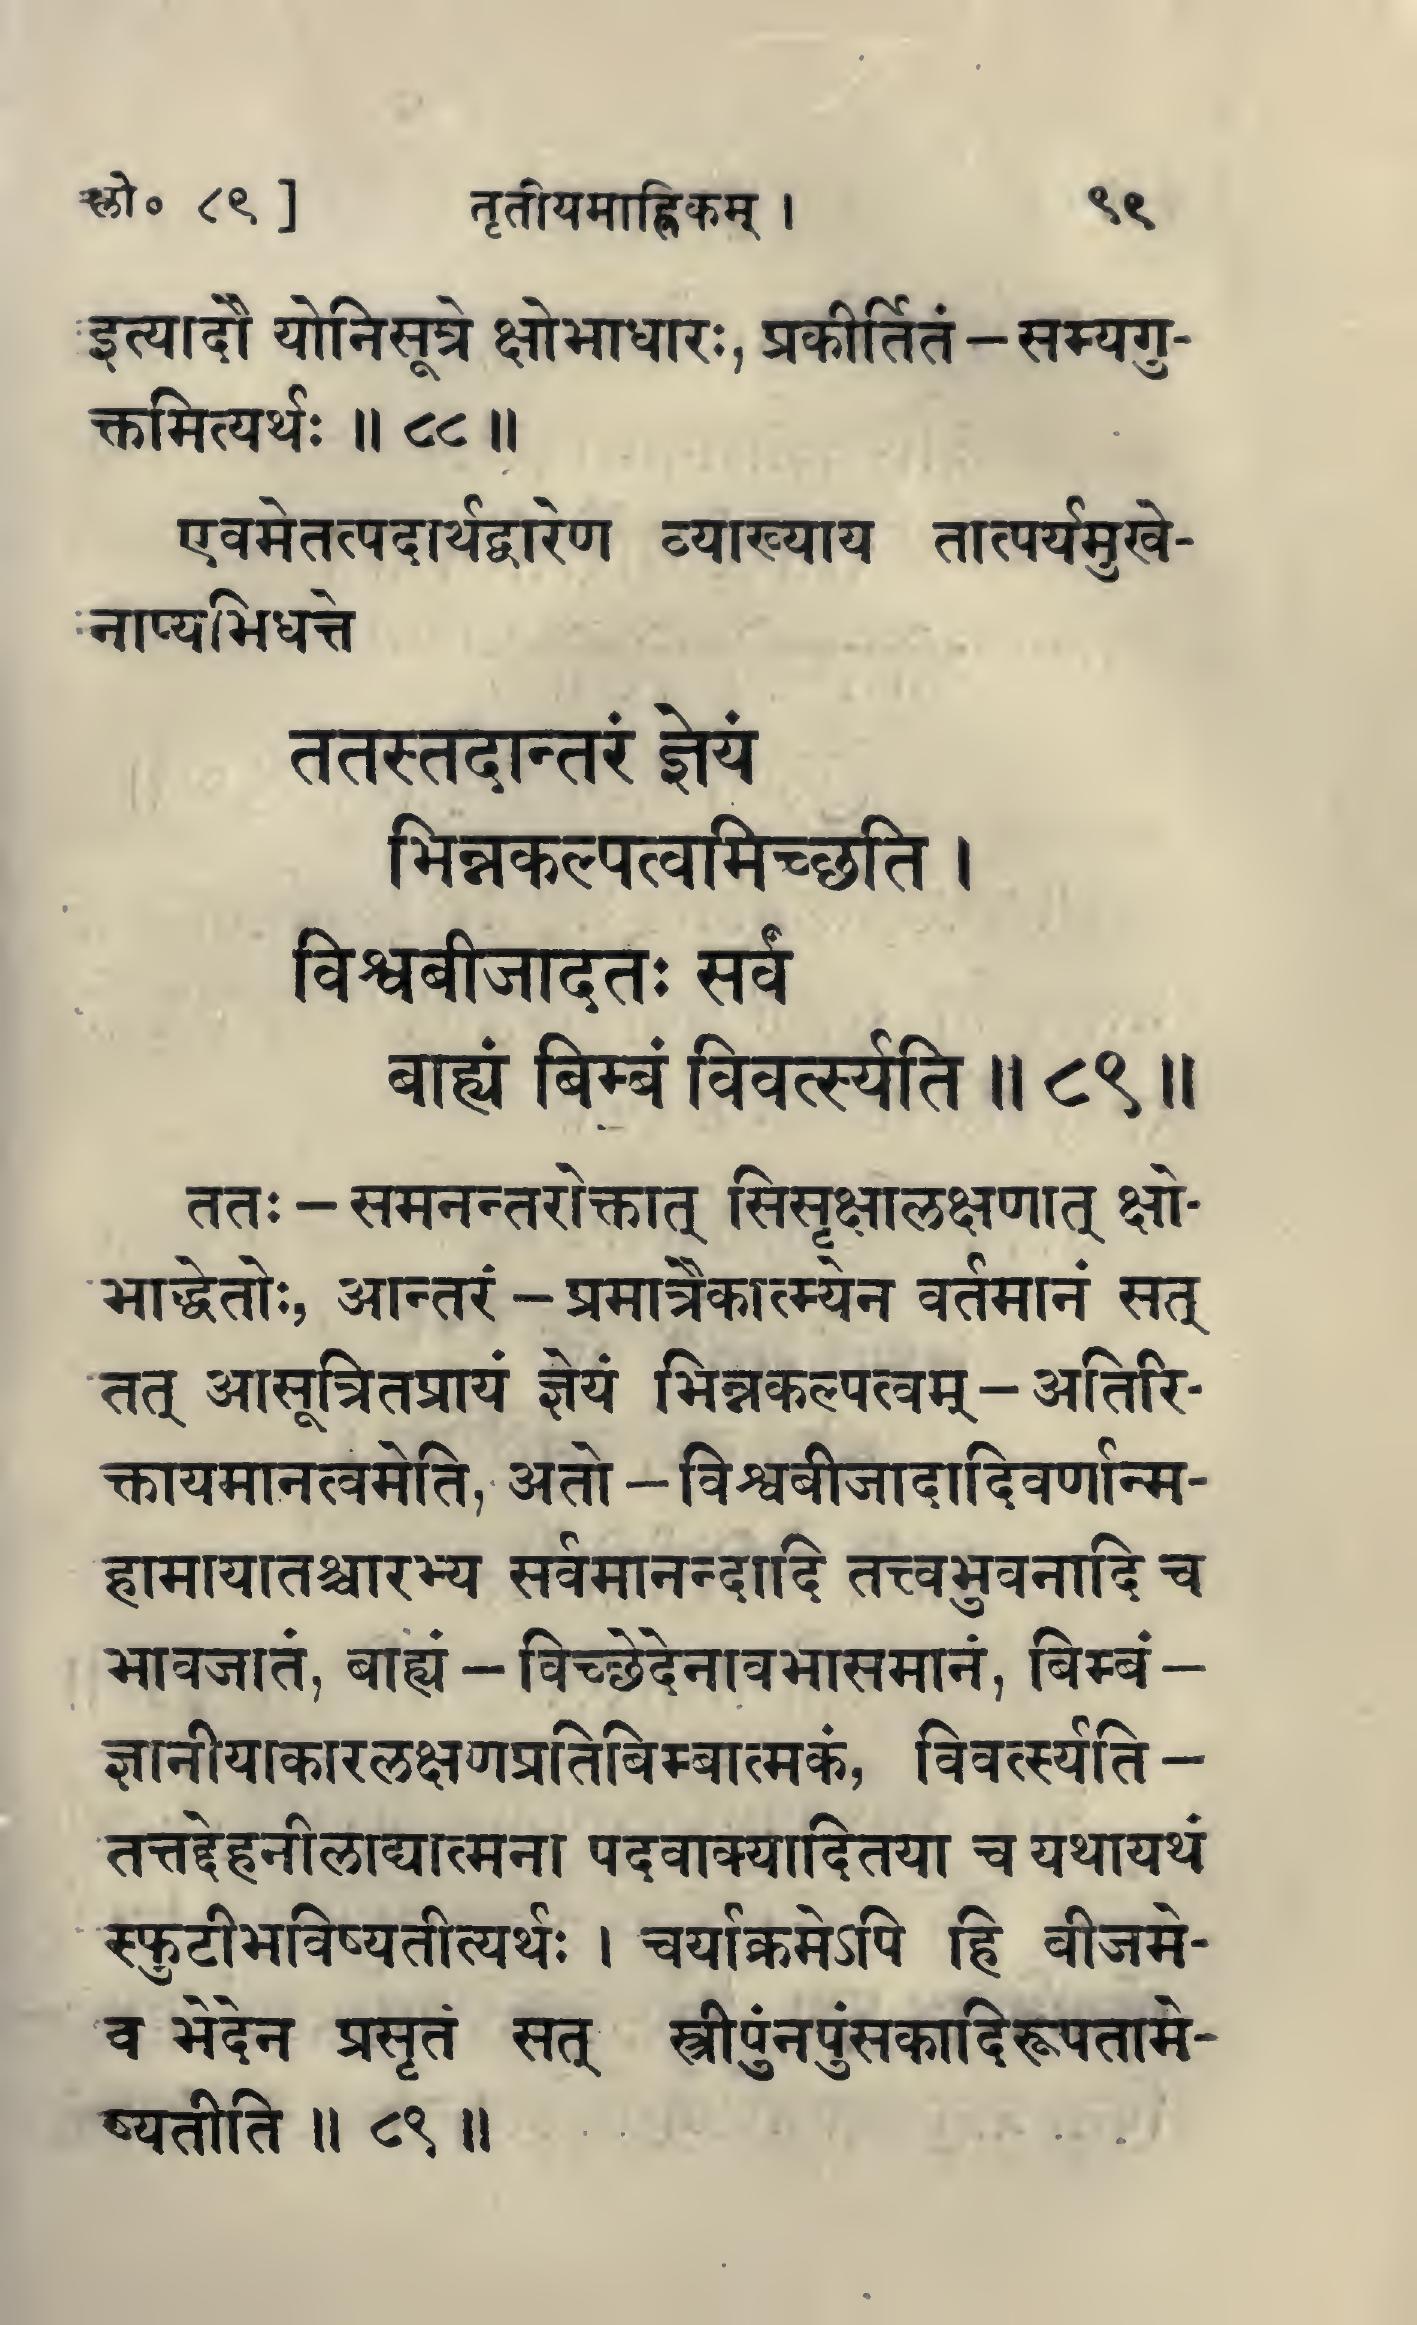 श्लो० ८९] तृतीयमाह्निकम् । ९९
इत्यादौ योनिसूत्रे क्षोभाधारः, प्रकीर्तितं – सम्यगु-
क्तमित्यर्थः ॥ ८८ ॥
एवमेतत्पदार्थद्वारेण व्याख्याय तात्पर्यमुखे-
नाप्यभिधत्ते
ततस्तदान्तरं ज्ञेयं
भिन्नकल्पत्वमिच्छति ।
विश्वबीजादतः सर्वं
बाह्यं बिम्बं विवर्त्स्यति ॥ ८९ ॥
ततः – समनन्तरोक्तात् सिसृक्षालक्षणात् क्षो-
भाद्धेतोः, आन्तरं – प्रमात्रैकात्म्येन वर्तमानं सत्
तत् आसूत्रितप्रायं ज्ञेयं भिन्नकल्पत्वम् – अतिरि-
क्तायमानत्वमेति, अतो – विश्वबीजादादिवर्णान्म-
हामायातश्चारभ्य सर्वमानन्दादि तत्त्वभुवनादि च
भावजातं, बाह्यं – विच्छेदेनावभासमानं, बिम्बं –
ज्ञानीयाकारलक्षणप्रतिबिम्बात्मकं, विवर्त्स्यति –
तत्तद्देहनीलाद्यात्मना पदवाक्यादितया च यथायथं
स्फुटीभविष्यतीत्यर्थः । चर्याक्रमेऽपि हि वीजमे-
व भेदेन प्रसृतं सत् स्त्रीपुंनपुंसकादिरूपतामे-
ष्यतीति ॥ ८९ ॥